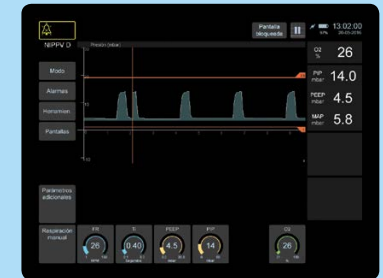 Pantalla
bloqueada
13:02:00
NIPPV D
Presión (mbar)
O2
%
26
Modo
Alarmas
Pantallas
PIP
mbar
14.0
PEEP
mbar
4.5
MAP
mbar
5.8
Parámetros
adicionales
Respiración
manual
FR
26
0.40
PEEP
4.5
PIP
14
O2
26